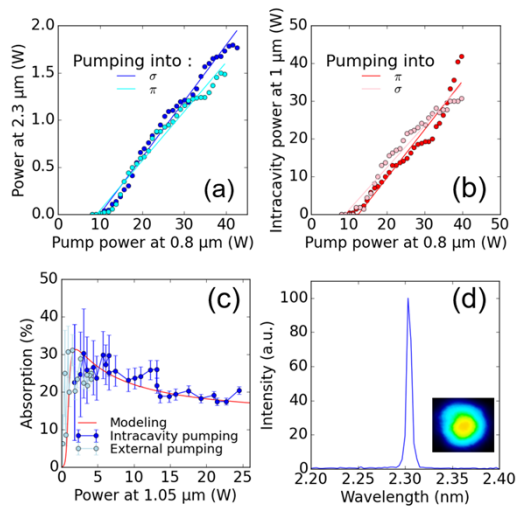 Power at 2.3 μm (W)
2.0
1.5
1.0
0.5
0.0
Pumping into :
σ
π
(a)
0 10 20 30 40
Pump power at 0.8 μm (W)
Intracavity power at 1 μm (W)
50
40
30
20
10
0
Pumping into
π
σ
(b)
0 10 20 30 40
Pump power at 0.8 μm (W)
Absorption (%)
50
40
30
20
10
0
(c)
Modeling
Intracavity pumping
External pumping
0 5 10 15 20 25
Power at 1.05 μm (W)
Intensity (a.u.)
100
80
60
40
20
0
(d)
2.20 2.25 2.30 2.35 2.40
Wavelength (nm)